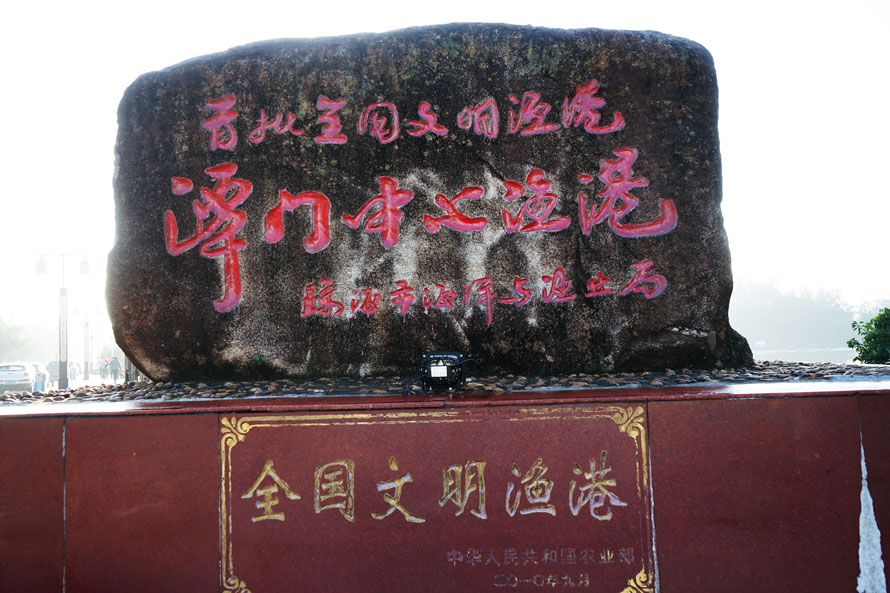 首批全国文明渔港
潭门中心渔港
琼海市海洋与渔业局
全国文明渔港
中华人民共和国农业部
二〇一〇年九月